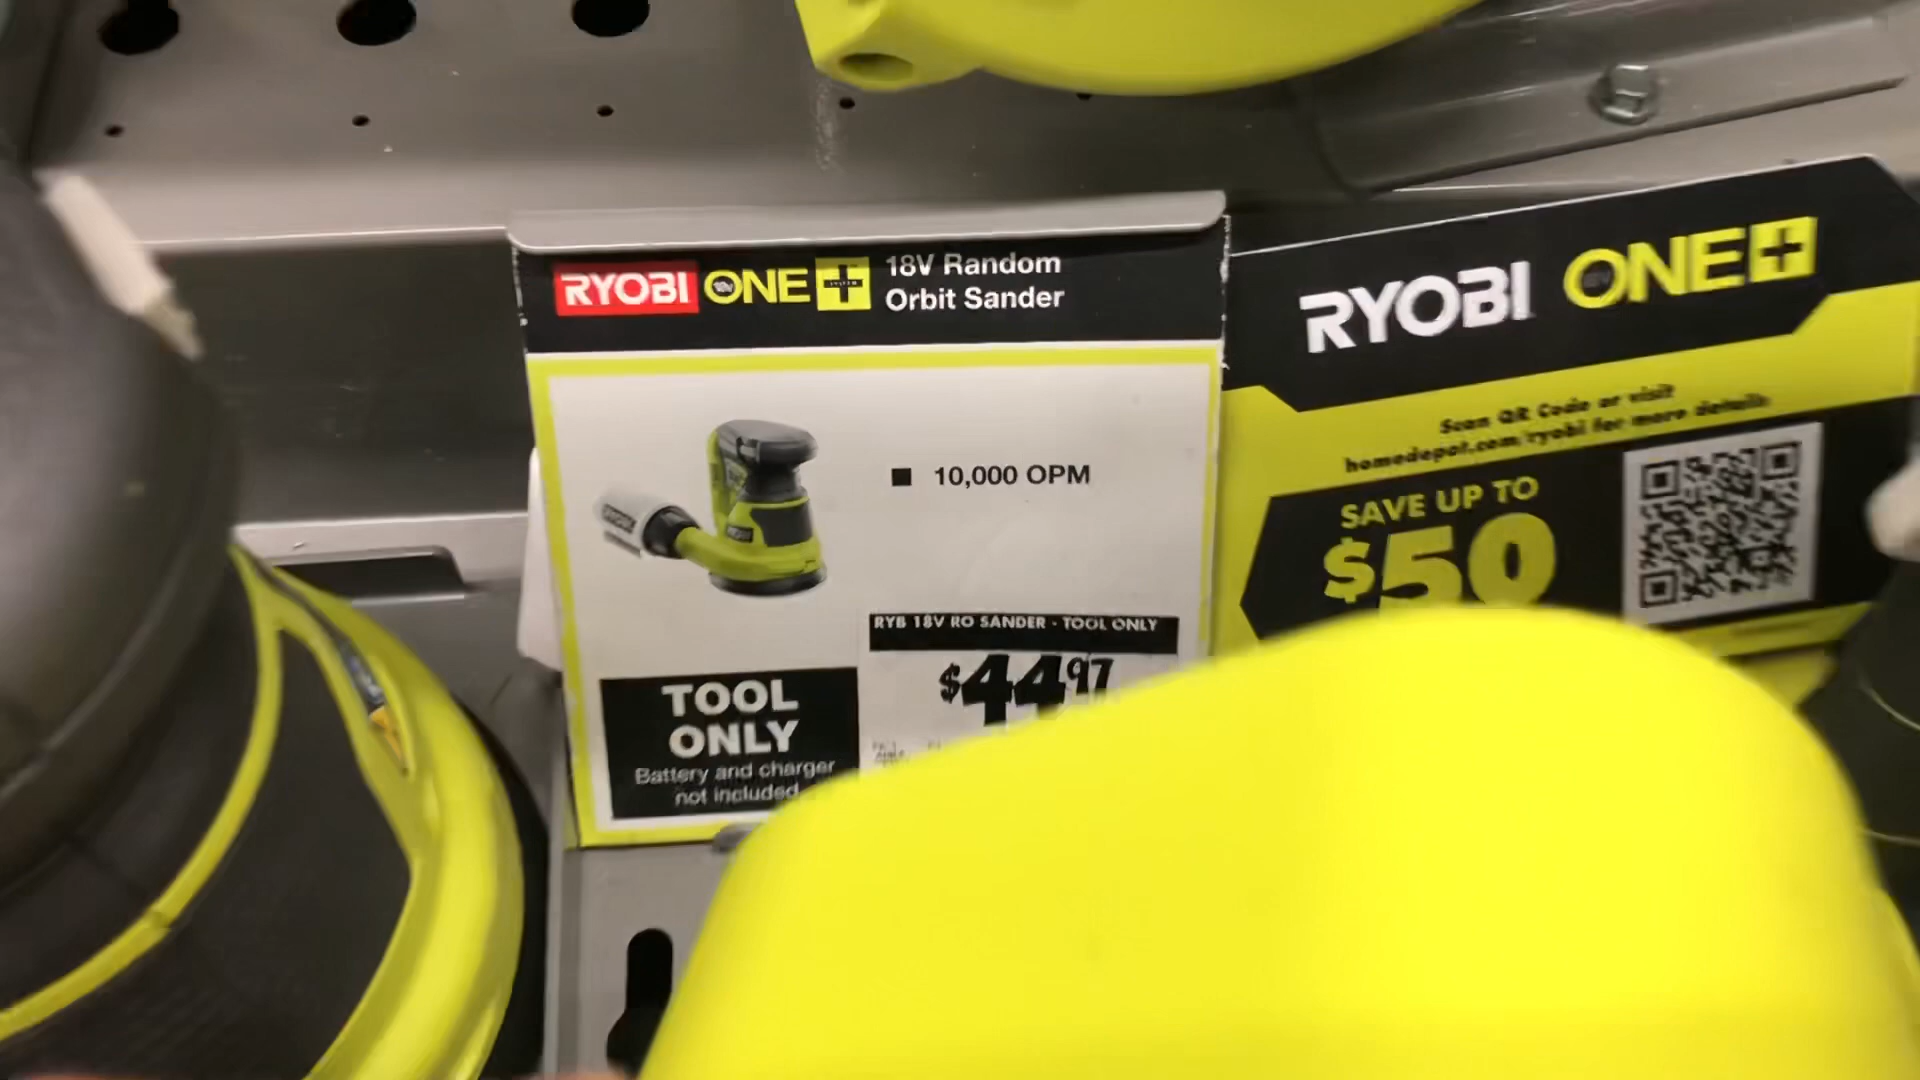 RYOBI ONE+ 18V Random
Orbit Sander
10,000 OPM
RYB 18V RO SANDER - TOOL ONLY
$44.97
TOOL
ONLY
Battery and charger
not included
RYOBI ONE+
Scan QR Code or visit
homedepot.com/ryobi for more details
SAVE UP TO
$50